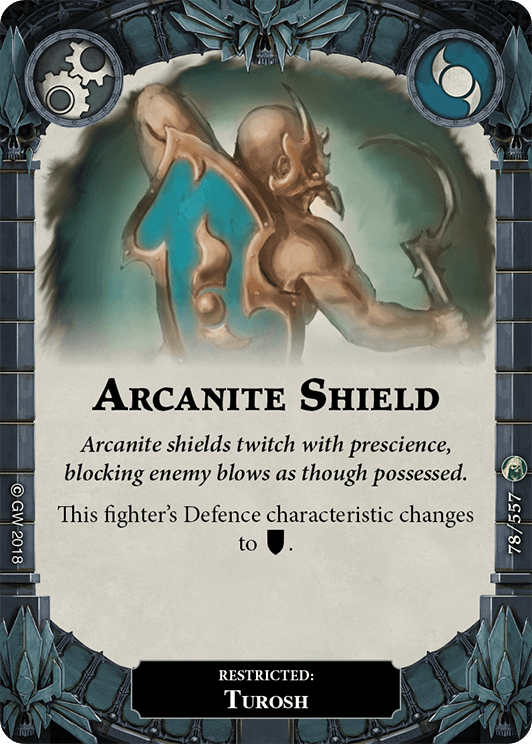 Arcanite Shield
Arcanite shields twitch with prescience,
blocking enemy blows as though possessed.
This fighter's Defence characteristic changes
to .
© GW 2018
78/557
RESTRICTED:
Turosh